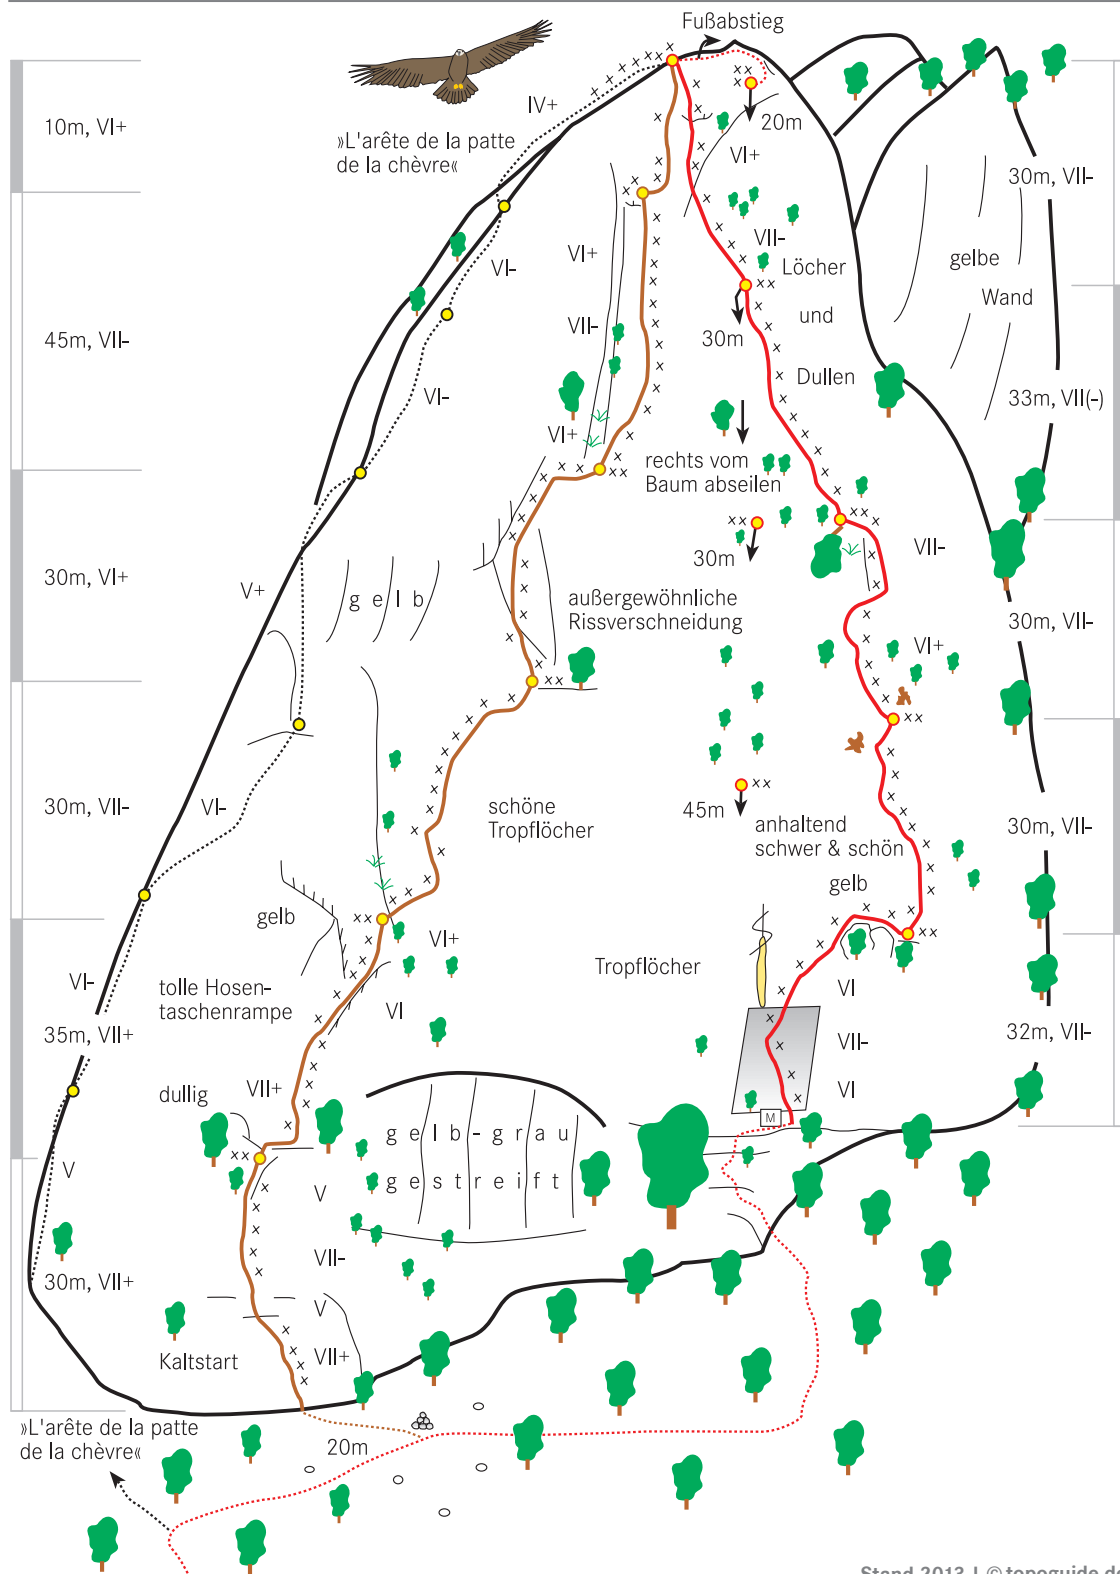 Fußabstieg
IV+
20m
10m, VI+
»L'arête de la patte
de la chèvre«
VI+
30m, VII-
VI+
VII-
gelbe
VI-
Löcher
Wand
und
VII-
30m
45m, VII-
Dullen
VI-
33m, VII(-)
VI+
rechts vom
Baum abseilen
VII-
30m
30m, VI+
V+
gelb
außergewöhnliche
Rissverschneidung
30m, VII-
VI+
30m, VII-
VI-
schöne
Tropflöcher
45m
anhaltend
schwer & schön
30m, VII-
gelb
gelb
VI+
Tropflöcher
VI-
tolle Hosen-
taschenrampe
VI
VI
35m, VII+
VII-
32m, VII-
VII+
dullig
VI
M
gelb-grau
gestreift
V
V
VII-
30m, VII+
V
Kaltstart
VII+
»L'arête de la patte
de la chèvre«
20m